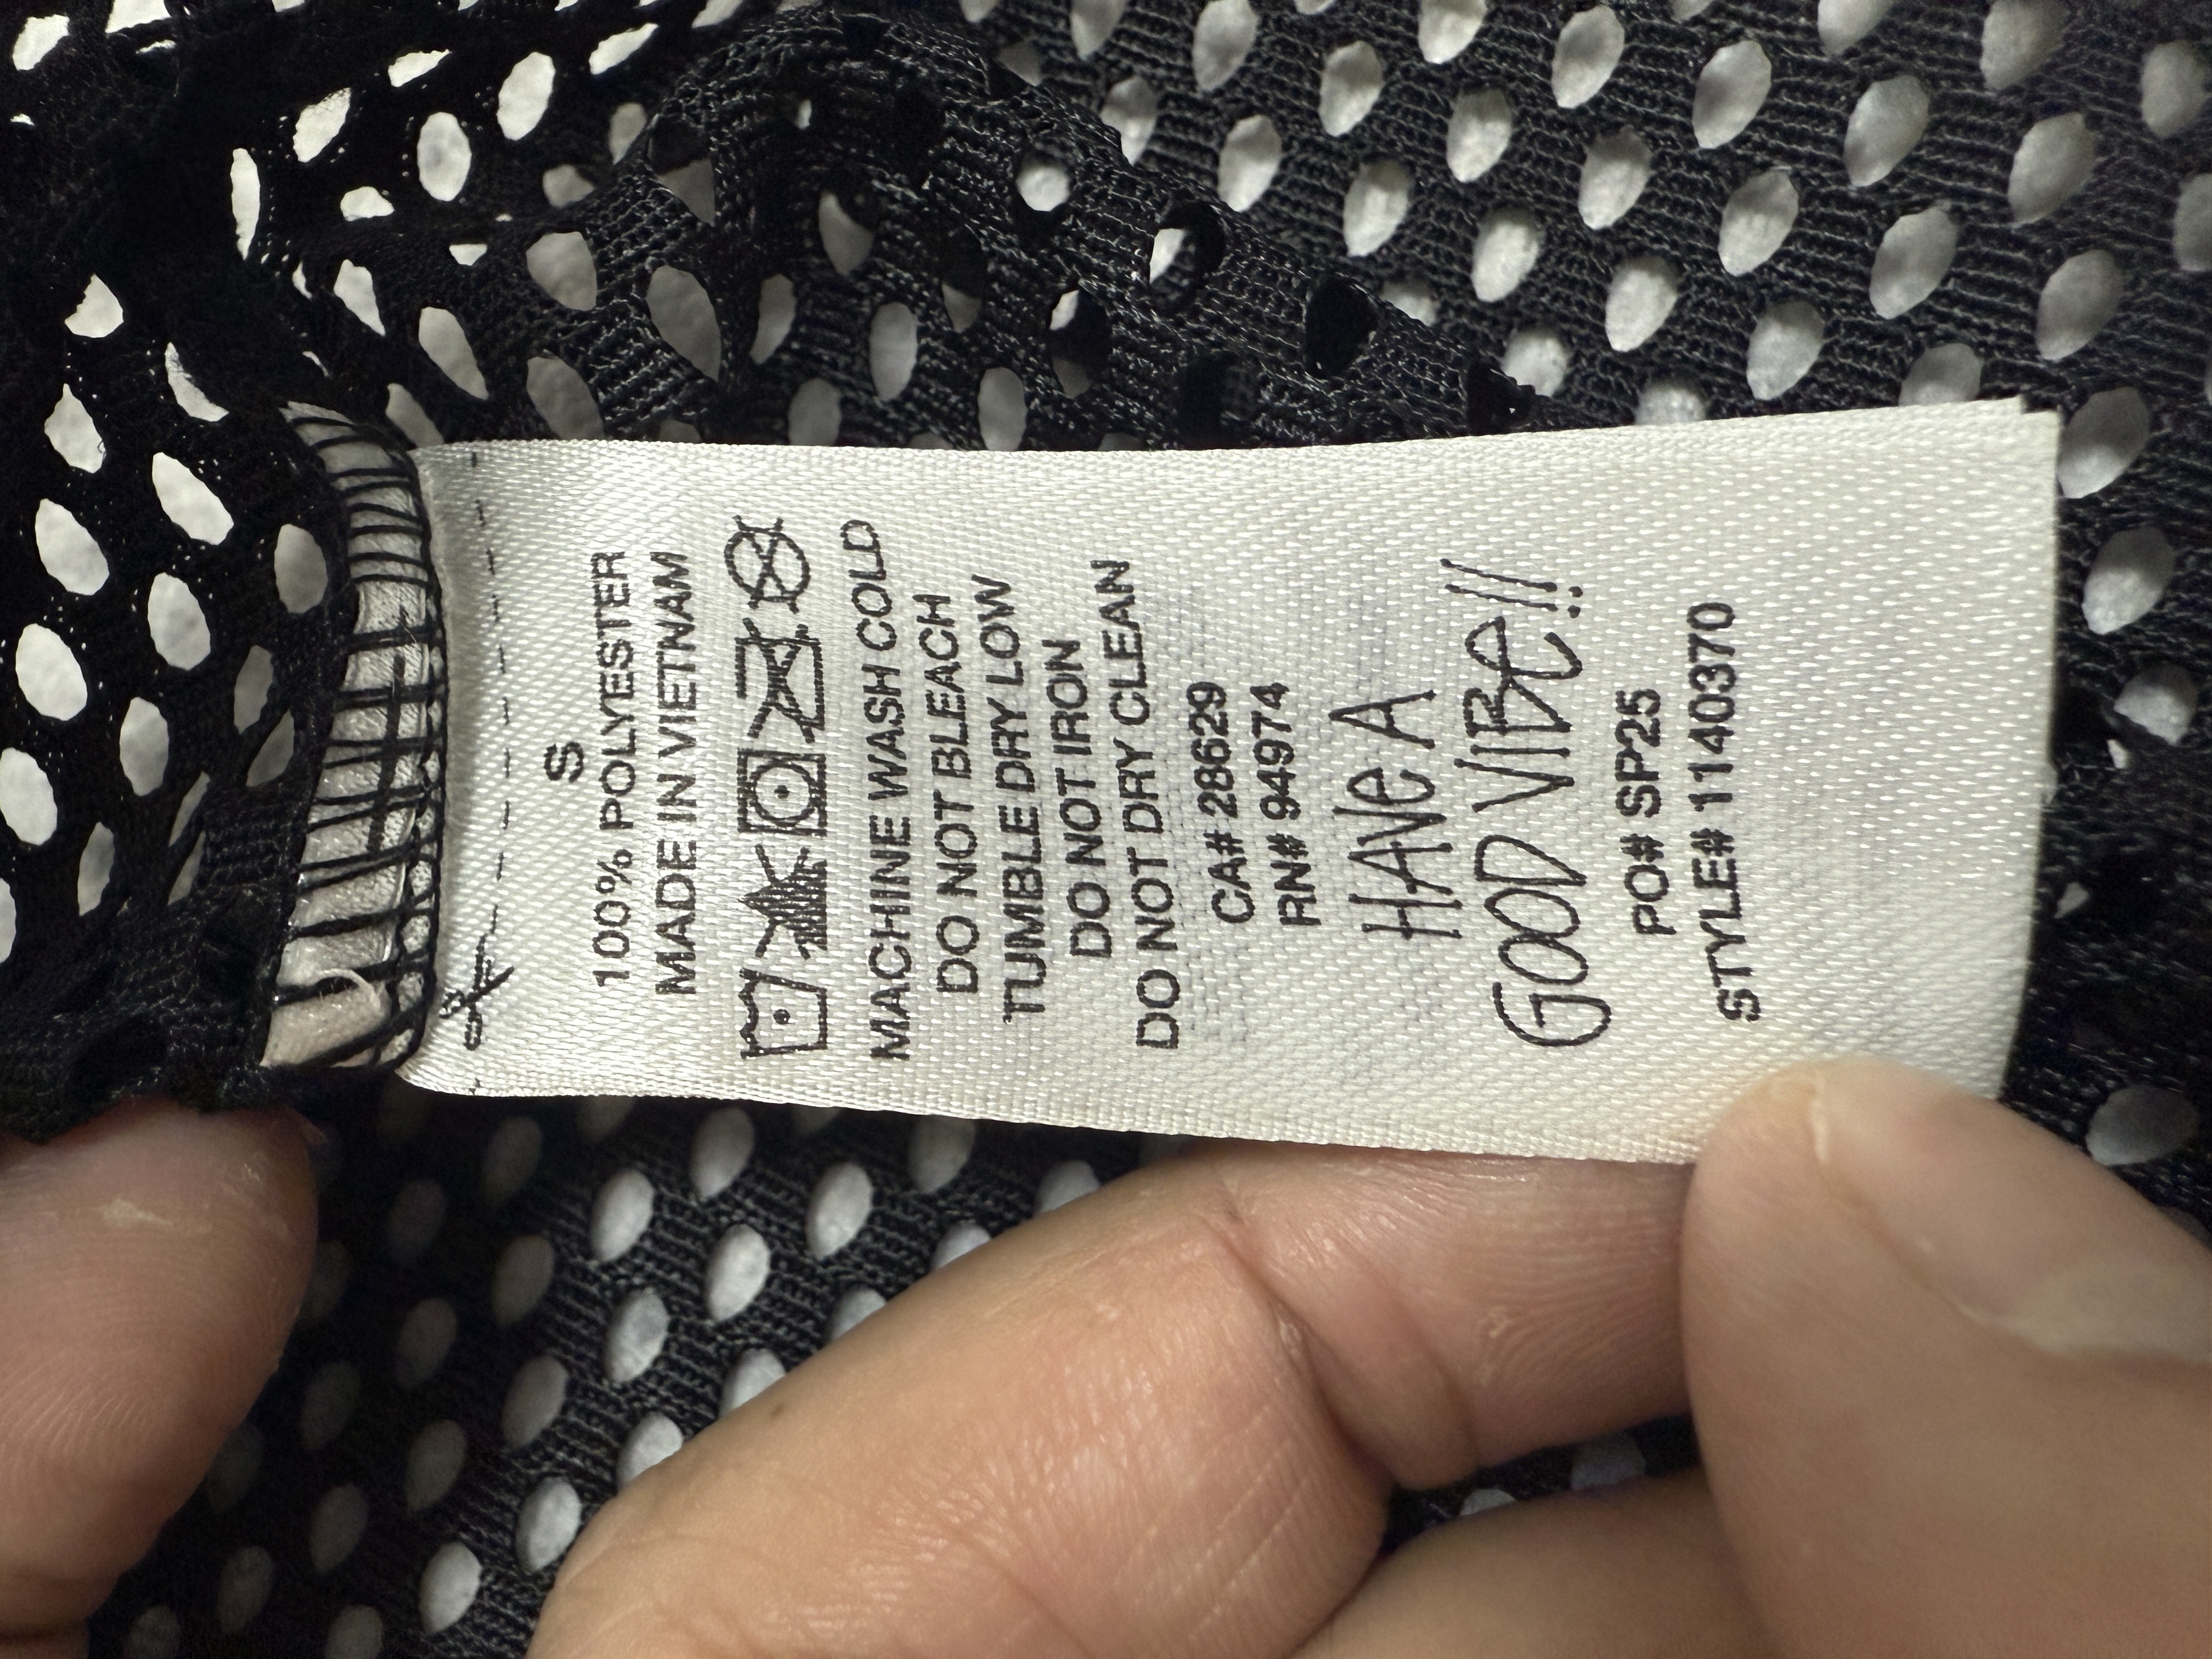 S
100% POLYESTER
MADE IN VIETNAM
MACHINE WASH COLD
DO NOT BLEACH
TUMBLE DRY LOW
DO NOT IRON
DO NOT DRY CLEAN
CA# 28629
RN# 94974
HAVe A
GOOD VIBe!!
PO# SP25
STYLE# 11403370